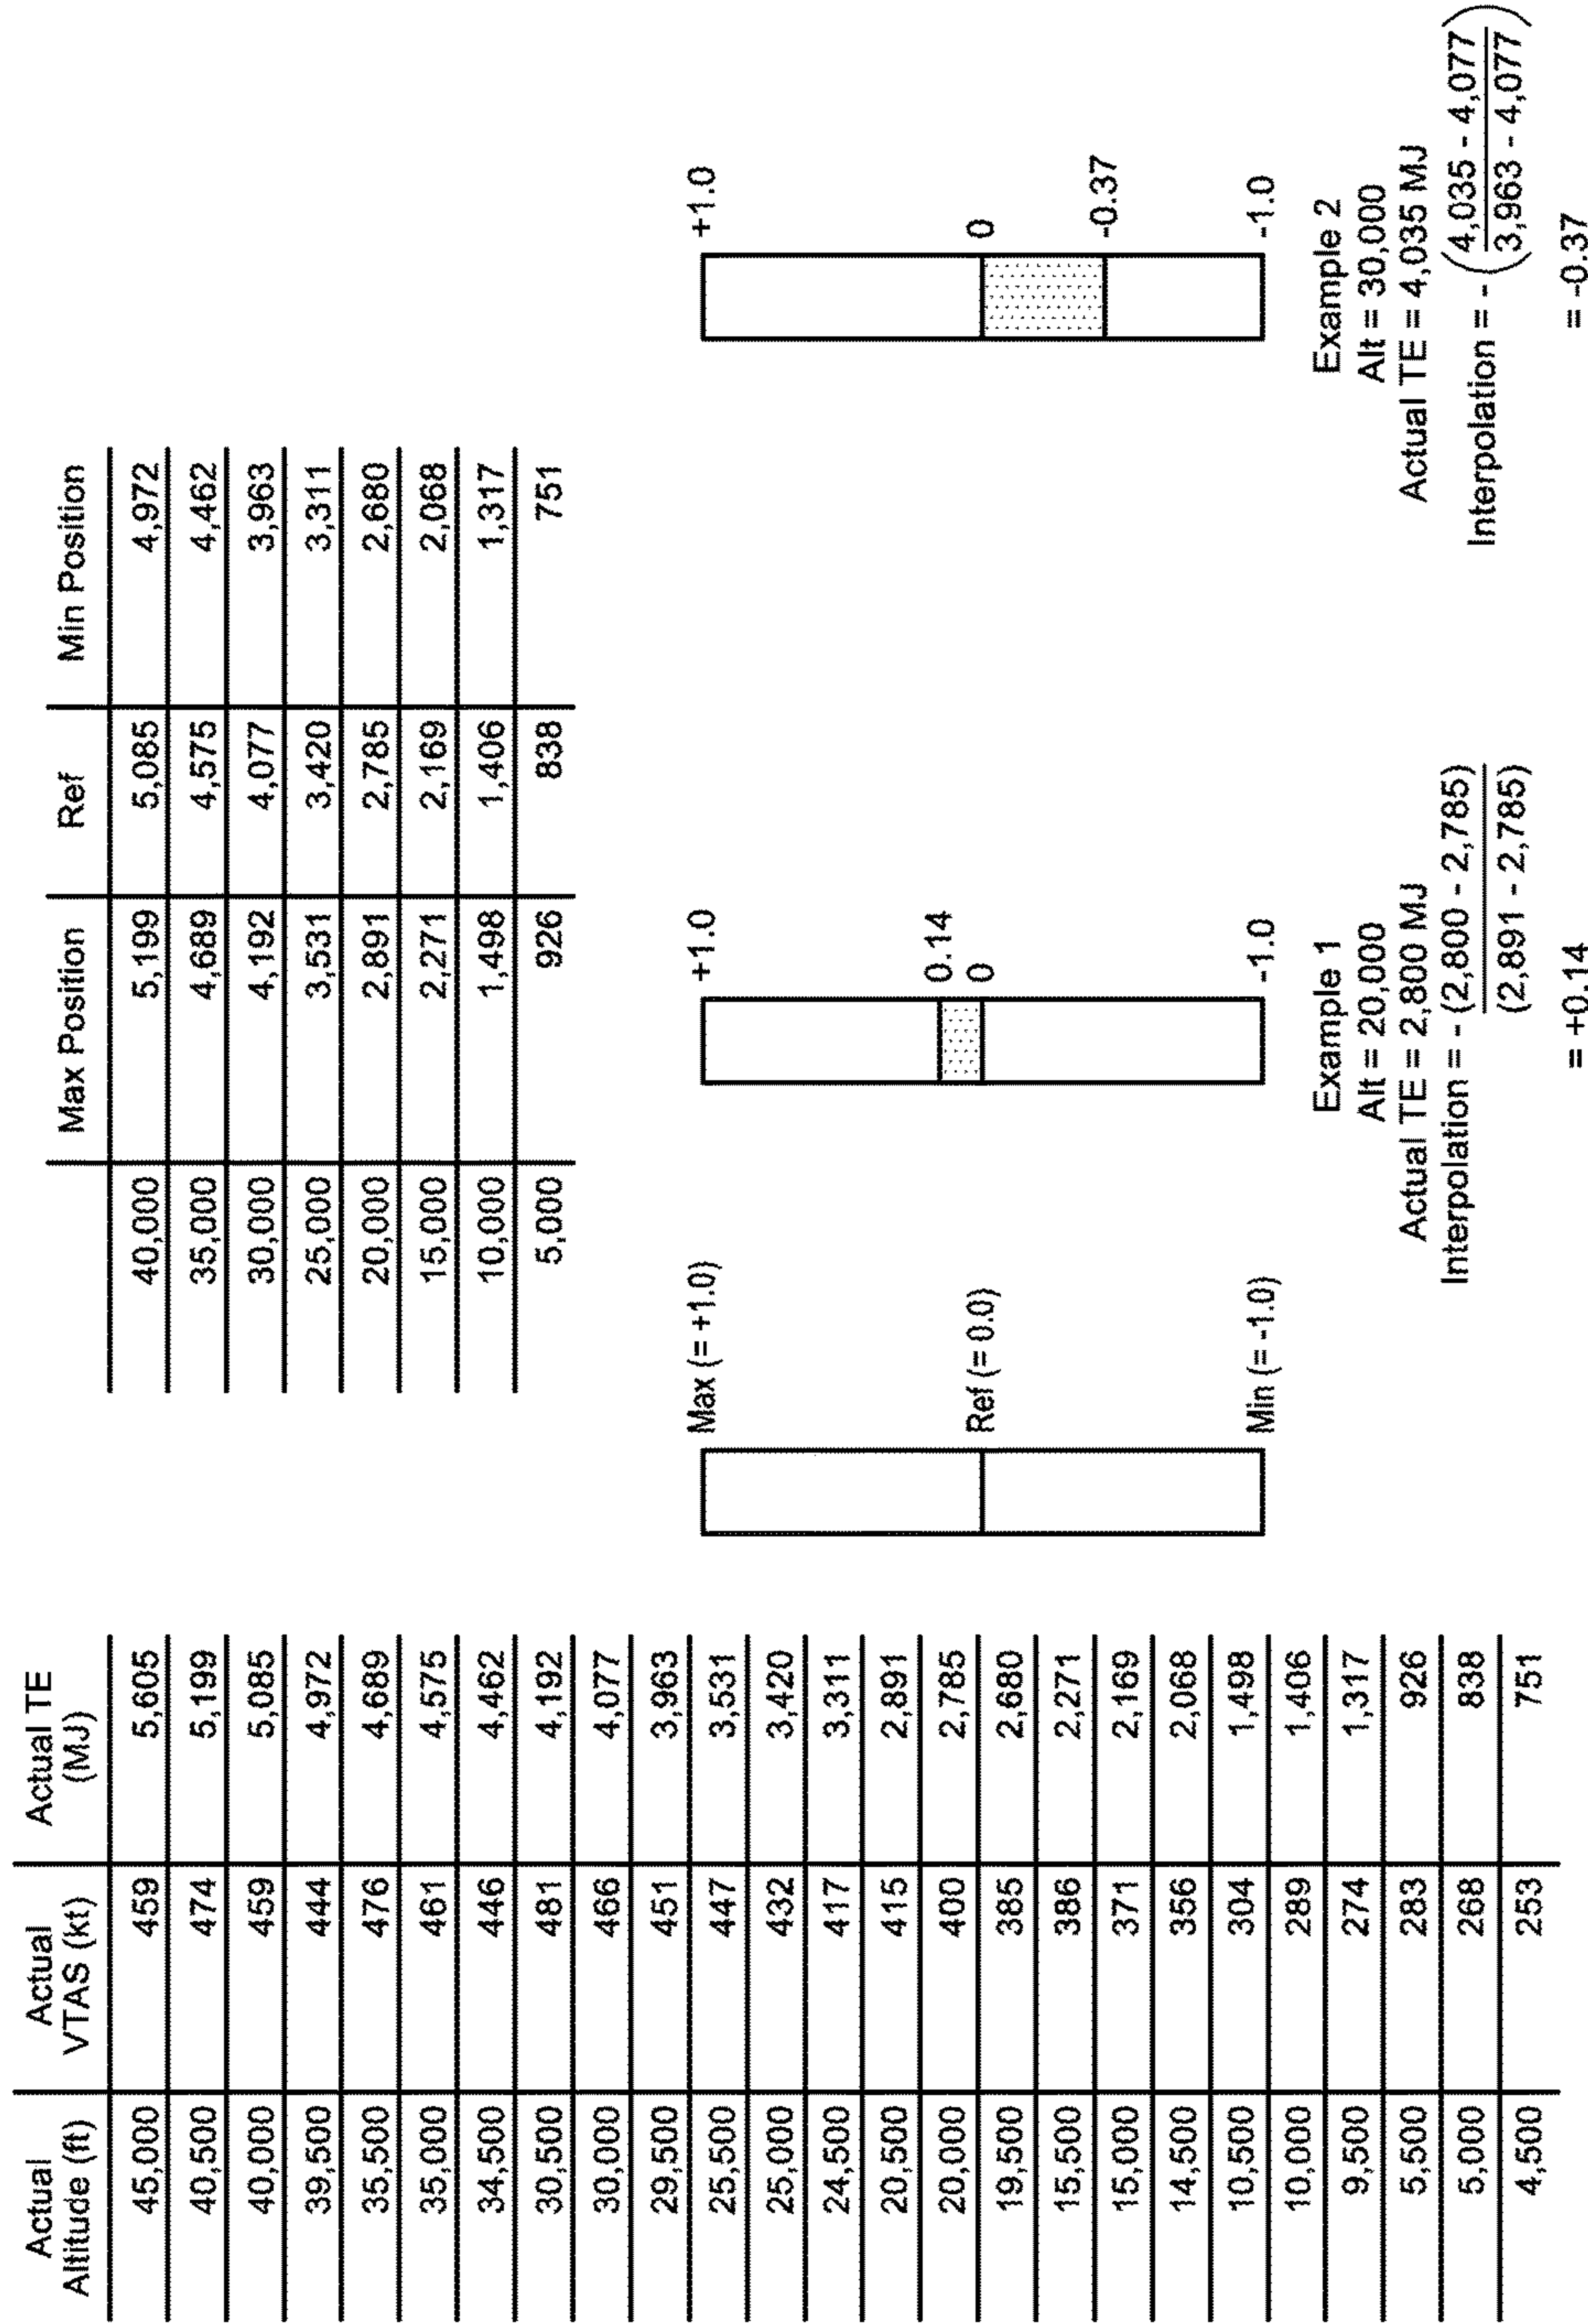 Actual Altitude (ft) Actual VTAS (kt) Actual TE (MJ)
45,000 459 5,605
40,500 474 5,199
40,000 459 5,085
39,500 444 4,972
35,500 476 4,689
35,000 461 4,575
34,500 446 4,462
30,500 481 4,192
30,000 466 4,077
29,500 451 3,963
25,500 447 3,531
25,000 432 3,420
24,500 417 3,311
20,500 415 2,891
20,000 400 2,785
19,500 385 2,680
15,500 386 2,271
15,000 371 2,169
14,500 356 2,068
10,500 304 1,498
10,000 289 1,406
9,500 274 1,317
5,500 283 926
5,000 268 838
4,500 253 751
Max Position Ref Min Position
40,000 5,199 5,085 4,972
35,000 4,689 4,575 4,462
30,000 4,192 4,077 3,963
25,000 3,531 3,420 3,311
20,000 2,891 2,785 2,680
15,000 2,271 2,169 2,068
10,000 1,498 1,406 1,317
5,000 926 838 751
Max (= +1.0)
Ref (= 0.0)
Min (= -1.0)
+1.0
0.14
0
-1.0
Example 1
Alt = 20,000
Actual TE = 2,800 MJ
Interpolation = - (2,800 - 2,785)
(2,891 - 2,785)
= +0.14
+1.0
0
-0.37
-1.0
Example 2
Alt = 30,000
Actual TE = 4,035 MJ
Interpolation = - (4,035 - 4,077
3,963 - 4,077)
= -0.37